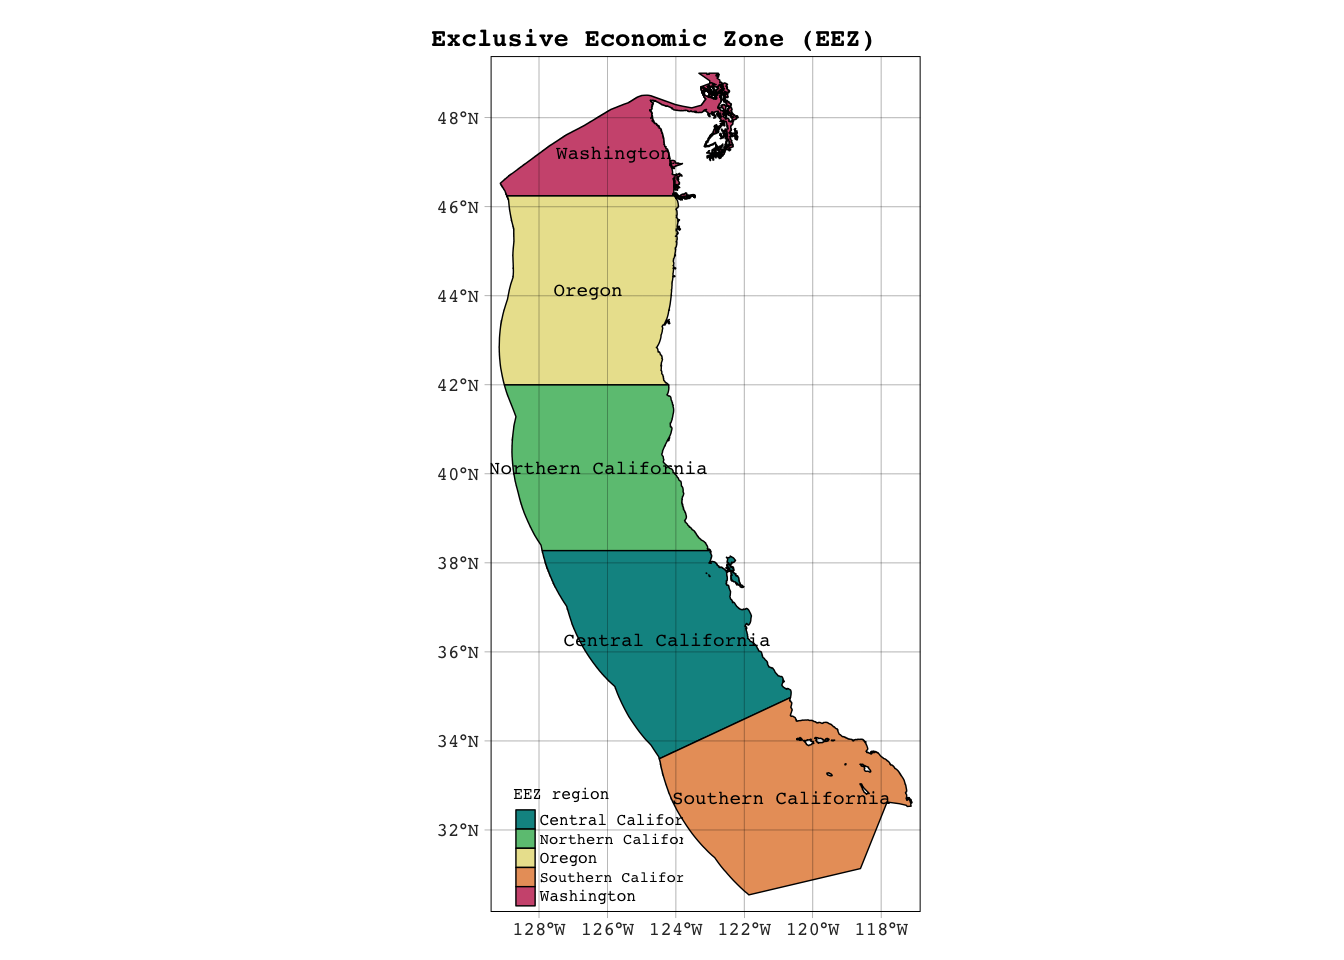 Exclusive Economic Zone (EEZ)
48°N
Washington
46°N
Oregon
44°N
42°N
Northern California
40°N
38°N
Central California
36°N
34°N
Southern California
32°N
EEZ region
Central Califor
Northern Califor
Oregon
Southern Califor
Washington
128°W 126°W 124°W 122°W 120°W 118°W